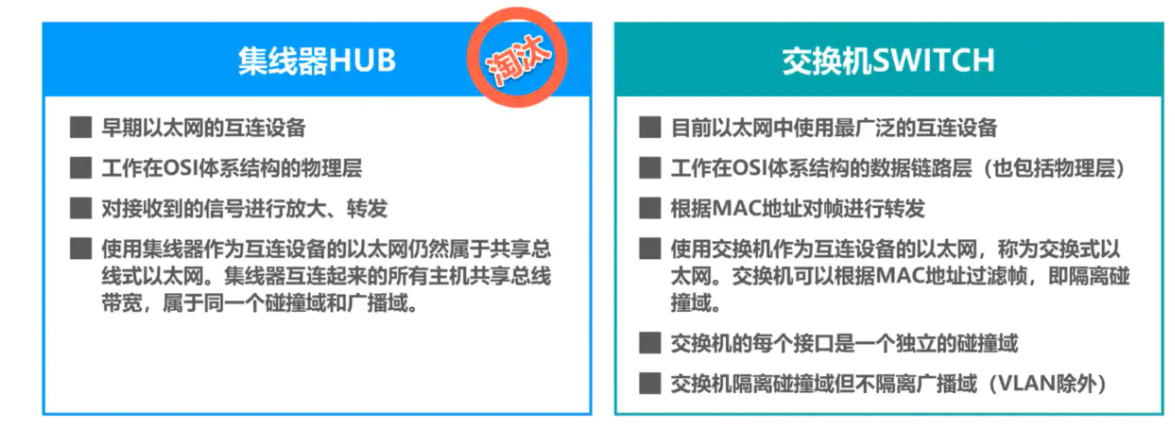 集线器HUB
淘汰
早期以太网的互连设备
工作在OSI体系结构的物理层
对接收到的信号进行放大、转发
使用集线器作为互连设备的以太网仍然属于共享总
线式以太网。集线器互连起来的所有主机共享总线
带宽，属于同一个碰撞域和广播域。
交换机SWITCH
目前以太网中使用最广泛的互连设备
工作在OSI体系结构的数据链路层（也包括物理层）
根据MAC地址对帧进行转发
使用交换机作为互连设备的以太网，称为交换式以
太网。交换机可以根据MAC地址过滤帧，即隔离碰
撞域。
交换机的每个接口是一个独立的碰撞域
交换机隔离碰撞域但不隔离广播域（VLAN除外）